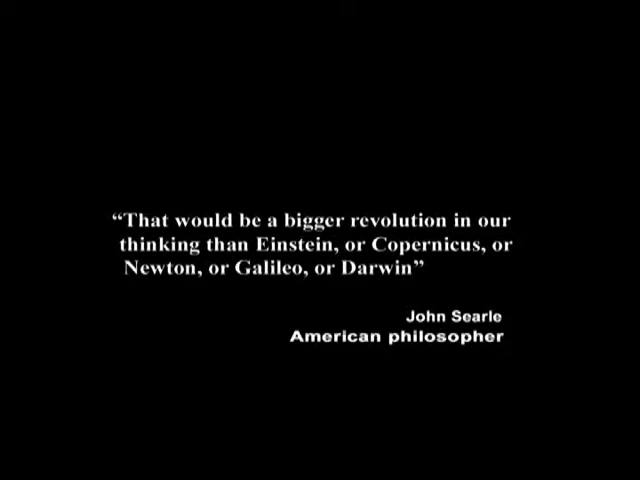 “That would be a bigger revolution in our
thinking than Einstein, or Copernicus, or
Newton, or Galileo, or Darwin”
John Searle
American philosopher